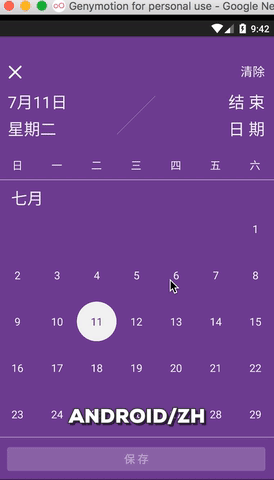 Genymotion for personal use - Google Ne
9:42
清除
7月11日 结束
星期二 日期
日 一 二 三 四 五 六
七月
1
2 3 4 5 6 7 8
9 10 11 12 13 14 15
16 17 18 19 20 21 22
23 24 28 29
ANDROID/ZH
保存